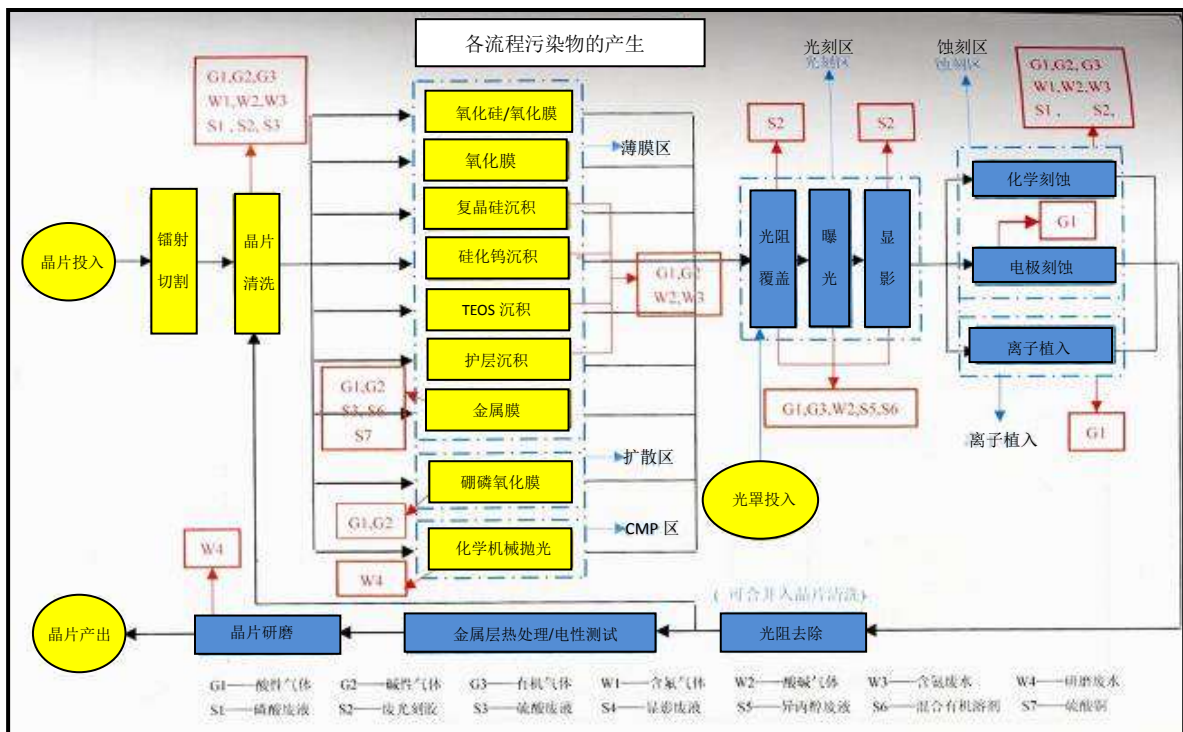 各流程污染物的产生
光刻区
光刻区
蚀刻区
蚀刻区
G1,G2,G3
W1,W2,W3
S1 , S2, S3
氧化硅/氧化膜
氧化膜
复晶硅沉积
硅化钨沉积
TEOS 沉积
护层沉积
金属膜
硼磷氧化膜
化学机械抛光
薄膜区
扩散区
CMP 区
S2
S2
G1,G2, G3
W1,W2,W3
S1 , S2,
化学刻蚀
G1
电极刻蚀
离子植入
离子植入
G1
晶片投入
镭射
切割
晶片
清洗
G1,G2
W2,W3
光阻
覆盖
曝
光
显
影
G1,G3,W2,S5,S6
光罩投入
G1,G2
S3, S6
S7
G1,G2
W4
W4
晶片产出
晶片研磨
金属层热处理/电性测试
光阻去除
( 可合并入晶片清洗)
G1——酸性气体 G2——碱性气体 G3——有机气体 W1——含氟气体 W2——酸碱气体 W3——含氨废水 W4——研磨废水
S1——磷酸废液 S2——废光刻胶 S3——硫酸废液 S4——显影废液 S5——异丙醇废液 S6——混合有机溶剂 S7——硫酸铜